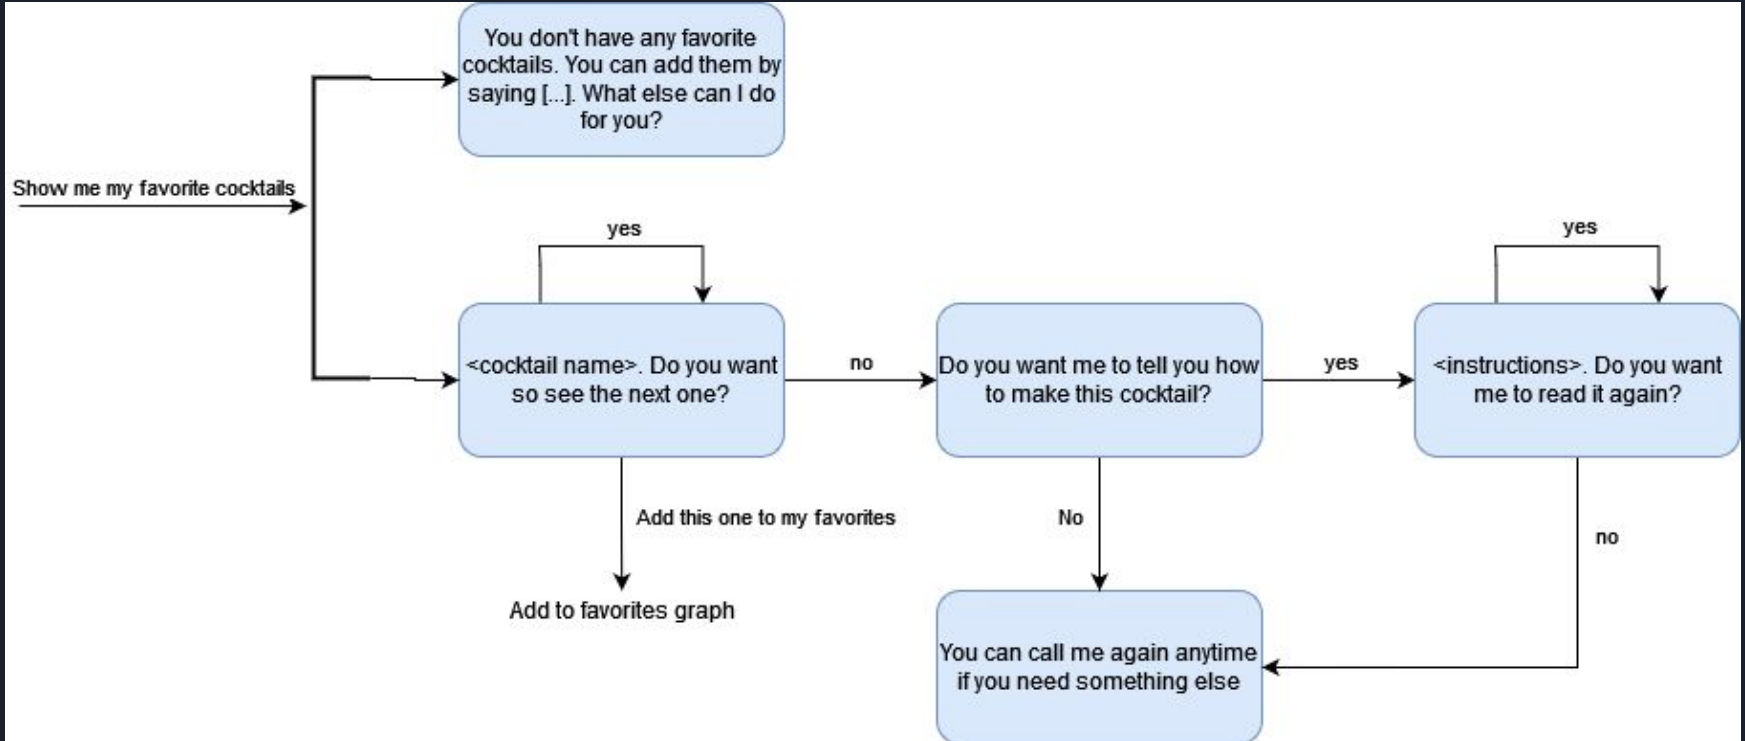 You don't have any favorite
cocktails. You can add them by
saying [...]. What else can I do
for you?
Show me my favorite cocktails
yes
yes
<cocktail name>. Do you want
so see the next one?
no
Do you want me to tell you how
to make this cocktail?
yes
<instructions>. Do you want
me to read it again?
Add this one to my favorites
No
no
Add to favorites graph
You can call me again anytime
if you need something else